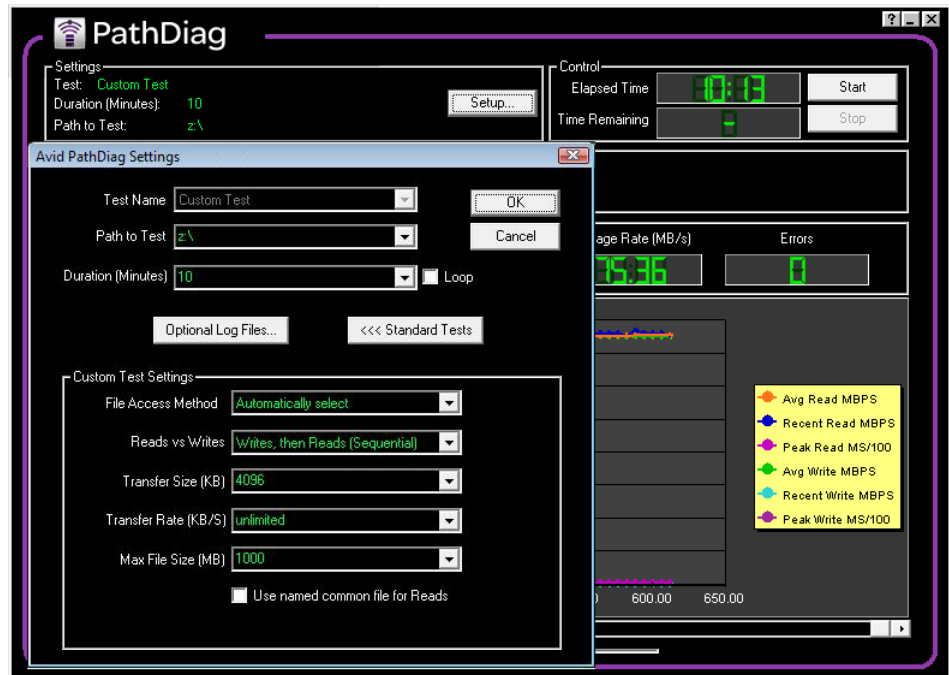 PathDiag
Settings
Test: Custom Test
Duration (Minutes): 10
Path to Test: z:\
Setup...
Control
Elapsed Time 10:13
Start
Time Remaining -
Stop
Avid PathDiag Settings
Test Name Custom Test
OK
Path to Test z:\
Cancel
Duration (Minutes) 10
Loop
Optional Log Files...
<<< Standard Tests
Custom Test Settings
File Access Method Automatically select
Reads vs Writes Writes, then Reads (Sequential)
Transfer Size (KB) 4096
Transfer Rate (KB/S) unlimited
Max File Size (MB) 1000
Use named common file for Reads
age Rate (MB/s)
75.36
Errors
0
Avg Read MBPS
Recent Read MBPS
Peak Read MS/100
Avg Write MBPS
Recent Write MBPS
Peak Write MS/100
600.00 650.00